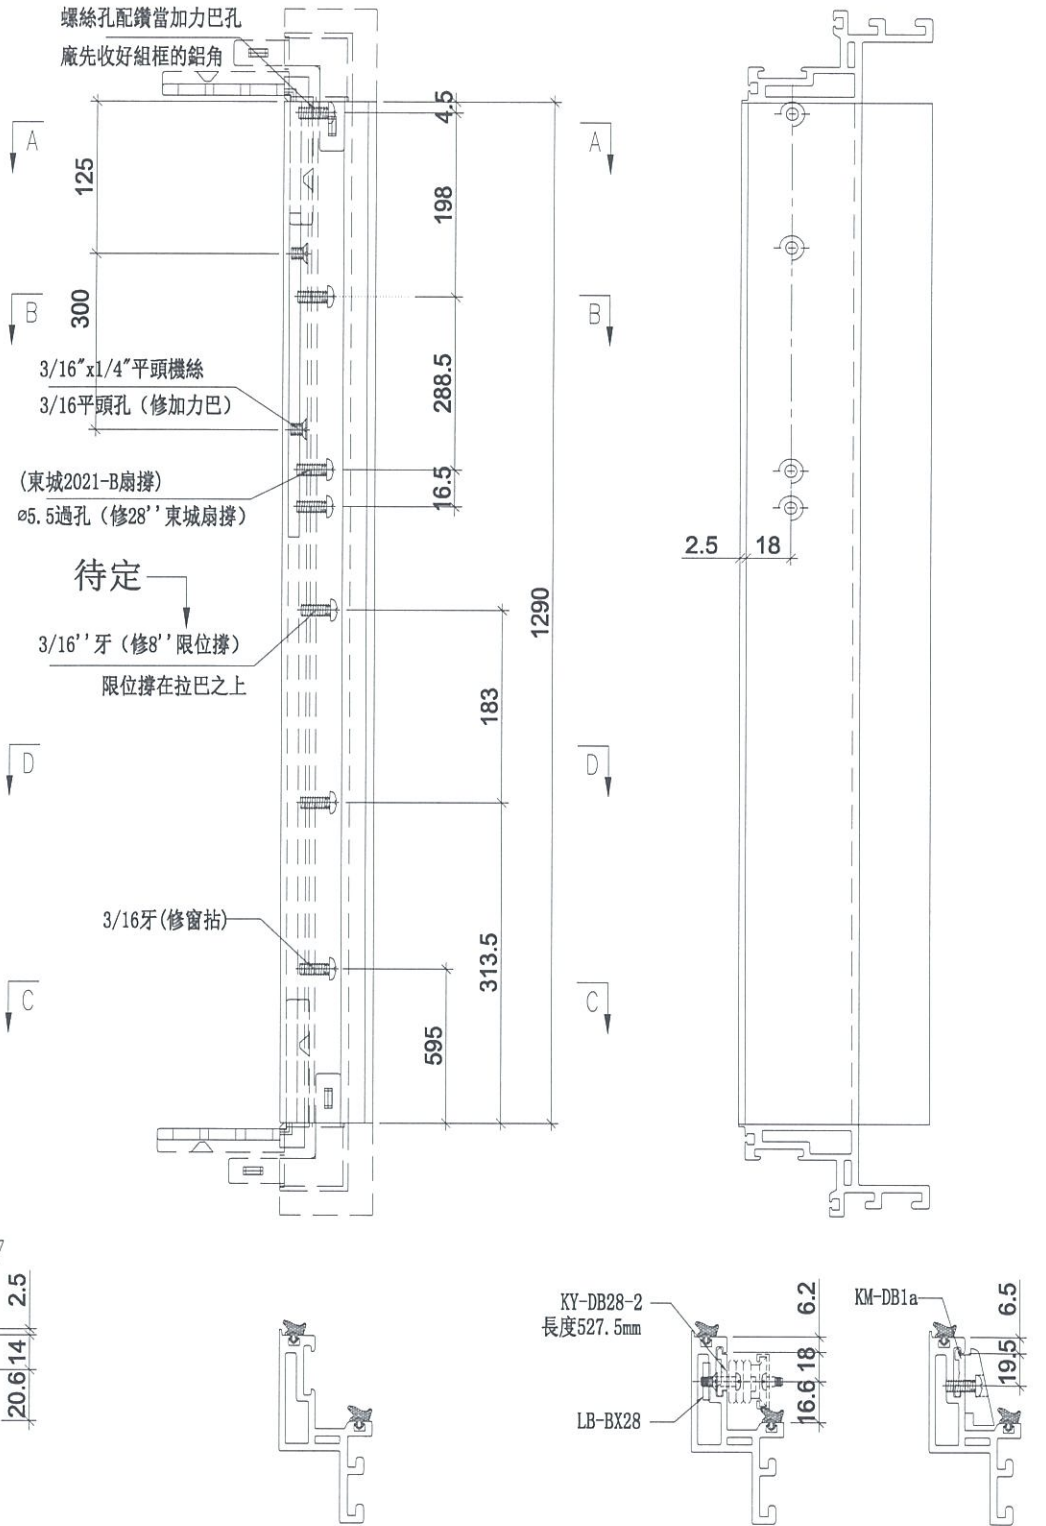 螺絲孔配鑽當加力巴孔
廠先收好組框的鋁角
A
A
4.5
125
198
B
B
300
3/16"x1/4"平頭機絲
3/16平頭孔（修加力巴）
288.5
(東城2021-B扇撐)
ø5.5過孔（修28''東城扇撐）
16.5
2.5
18
待定
3/16''牙（修8''限位撐）
限位撐在拉巴之上
1290
183
D
D
3/16牙(修窗拈)
313.5
C
C
595
2.5
14
20.6
KY-DB28-2
長度527.5mm
LB-BX28
6.2
18
16.6
KM-DB1a
6.5
19.5